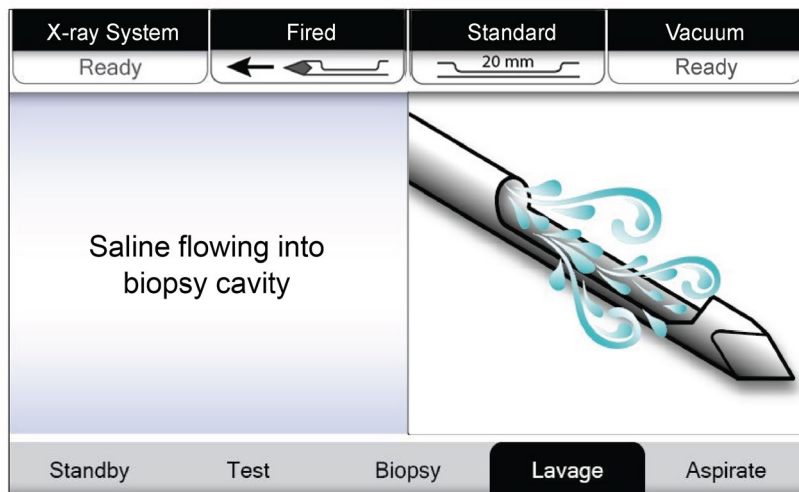 X-ray System
Fired
Standard
Vacuum
Ready
20 mm
Ready
Saline flowing into
biopsy cavity
Standby
Test
Biopsy
Lavage
Aspirate